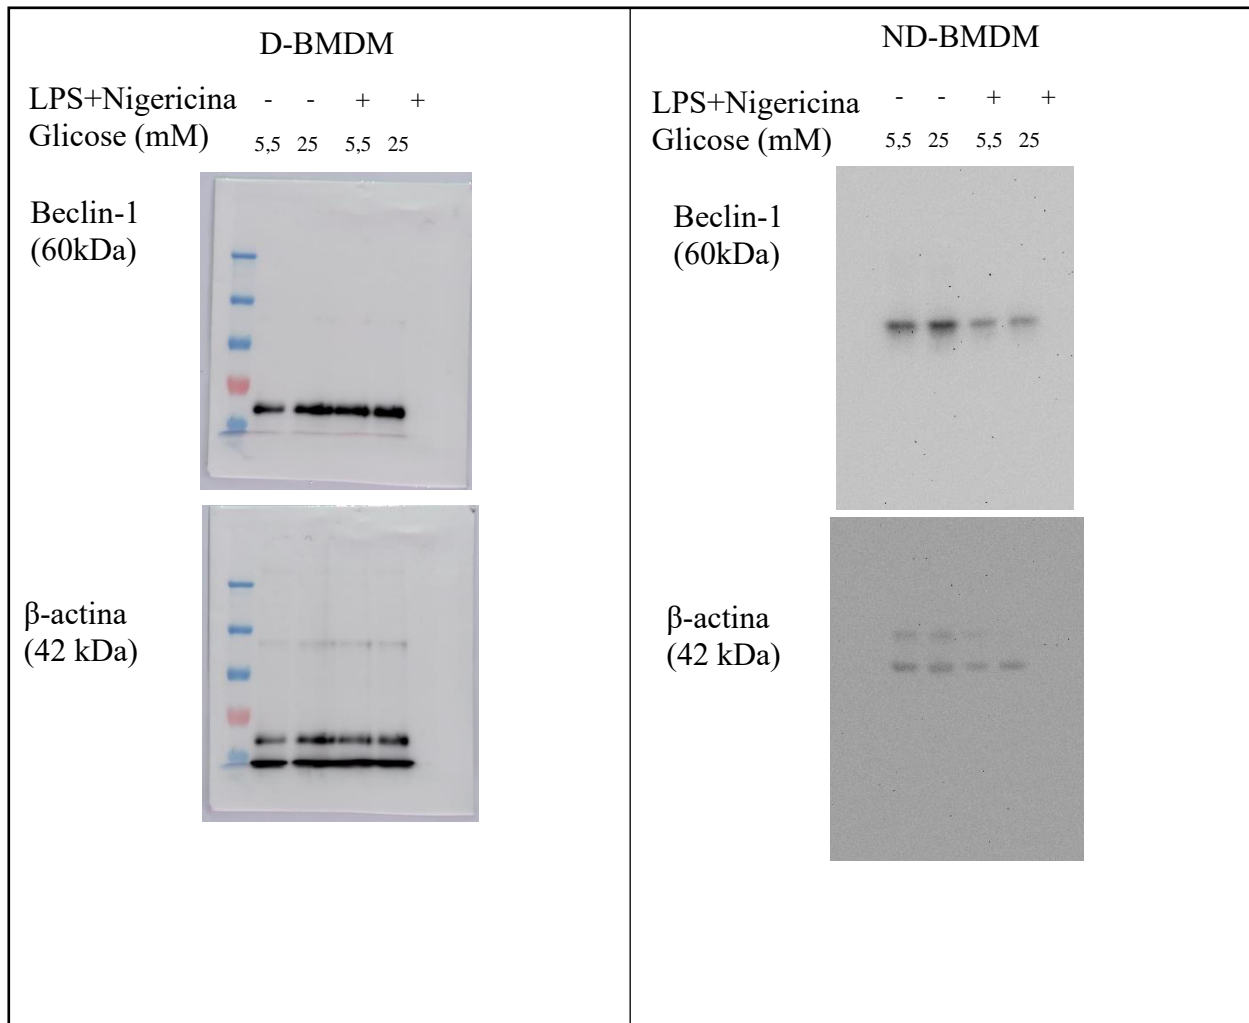 D-BMDM
LPS+Nigericina - - + +
Glicose (mM) 5,5 25 5,5 25
Beclin-1
(60kDa)
β-actina
(42 kDa)
ND-BMDM
LPS+Nigericina - - + +
Glicose (mM) 5,5 25 5,5 25
Beclin-1
(60kDa)
β-actina
(42 kDa)